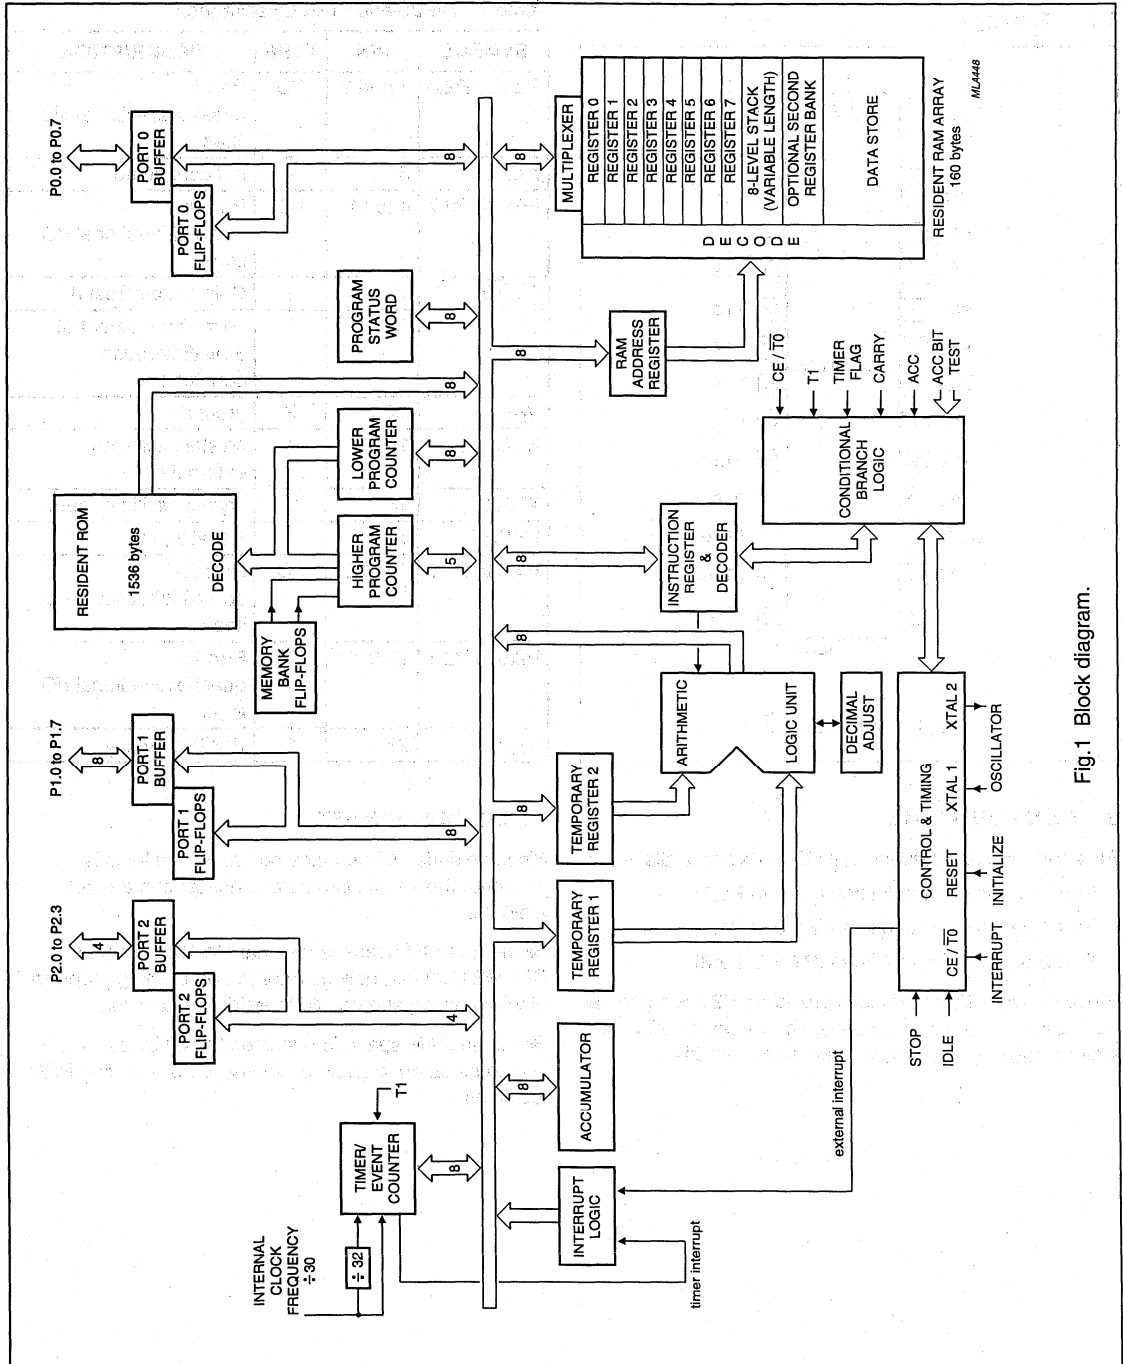 P2.0 to P2.3
4
PORT 2
BUFFER
PORT 2
FLIP-FLOPS
4
P1.0 to P1.7
8
PORT 1
BUFFER
PORT 1
FLIP-FLOPS
8
RESIDENT ROM
1536 bytes
DECODE
MEMORY
BANK
FLIP-FLOPS
HIGHER
PROGRAM
COUNTER
5
LOWER
PROGRAM
COUNTER
8
8
PROGRAM
STATUS
WORD
8
P0.0 to P0.7
PORT 0
BUFFER
PORT 0
FLIP-FLOPS
8
INTERNAL
CLOCK
FREQUENCY
÷30
÷ 32
TIMER/
EVENT
COUNTER
T1
8
timer interrupt
INTERRUPT
LOGIC
8
ACCUMULATOR
external interrupt
TEMPORARY
REGISTER 1
8
TEMPORARY
REGISTER 2
8
ARITHMETIC
LOGIC UNIT
DECIMAL
ADJUST
8
INSTRUCTION
REGISTER
&
DECODER
8
RAM
ADDRESS
REGISTER
8
MULTIPLEXER
REGISTER 0
REGISTER 1
REGISTER 2
REGISTER 3
REGISTER 4
REGISTER 5
REGISTER 6
REGISTER 7
8-LEVEL STACK
(VARIABLE LENGTH)
OPTIONAL SECOND
REGISTER BANK
DATA STORE
D
E
C
O
D
E
RESIDENT RAM ARRAY
160 bytes
MLA448
CONDITIONAL
BRANCH
LOGIC
CE / T0
T1
TIMER
FLAG
CARRY
ACC
ACC BIT
TEST
STOP
IDLE
CONTROL & TIMING
CE / T0 RESET XTAL 1 XTAL 2
INTERRUPT INITIALIZE OSCILLATOR
Fig.1 Block diagram.